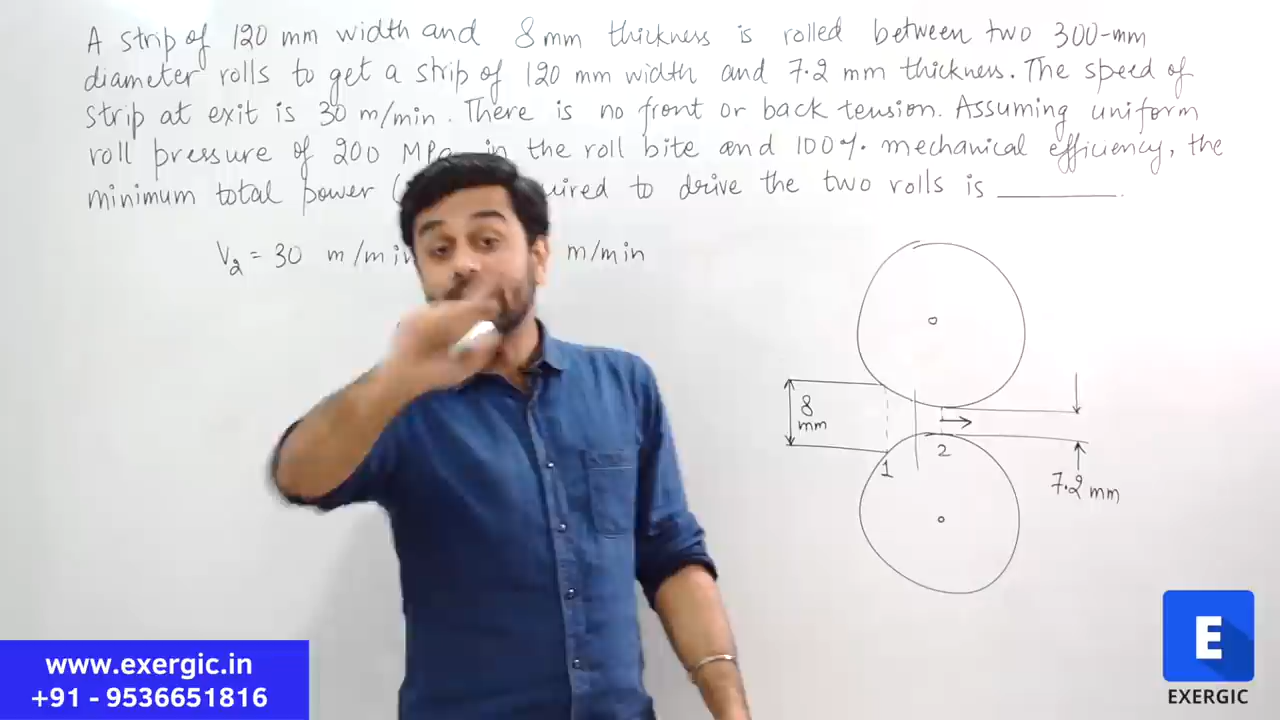 A strip of 120 mm width and 8 mm thickness is rolled between two 300-mm
diameter rolls to get a strip of 120 mm width and 7.2 mm thickness. The speed of
strip at exit is 30 m/min. There is no front or back tension. Assuming uniform
roll pressure of 200 MPa in the roll bite and 100% mechanical efficiency, the
minimum total power ( to drive the two rolls is ________.
V2 = 30 m/min m/min
8
mm
1
2
7.2 mm
E
EXERGIC
www.exergic.in
+91 - 9536651816